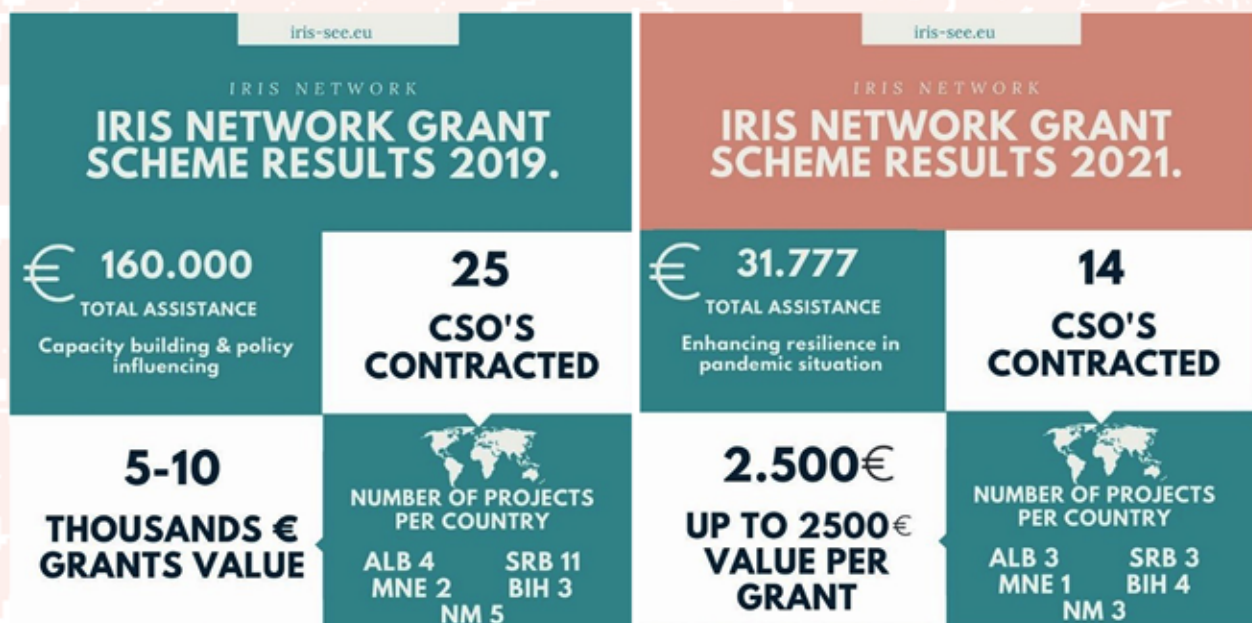 iris-see.eu
IRIS NETWORK
IRIS NETWORK GRANT
SCHEME RESULTS 2019.
€ 160.000
TOTAL ASSISTANCE
Capacity building & policy
influencing
25
CSO'S
CONTRACTED
5-10
THOUSANDS €
GRANTS VALUE
NUMBER OF PROJECTS
PER COUNTRY
ALB 4 SRB 11
MNE 2 BIH 3
NM 5
iris-see.eu
IRIS NETWORK
IRIS NETWORK GRANT
SCHEME RESULTS 2021.
€ 31.777
TOTAL ASSISTANCE
Enhancing resilience in
pandemic situation
14
CSO'S
CONTRACTED
2.500€
UP TO 2500€
VALUE PER
GRANT
NUMBER OF PROJECTS
PER COUNTRY
ALB 3 SRB 3
MNE 1 BIH 4
NM 3